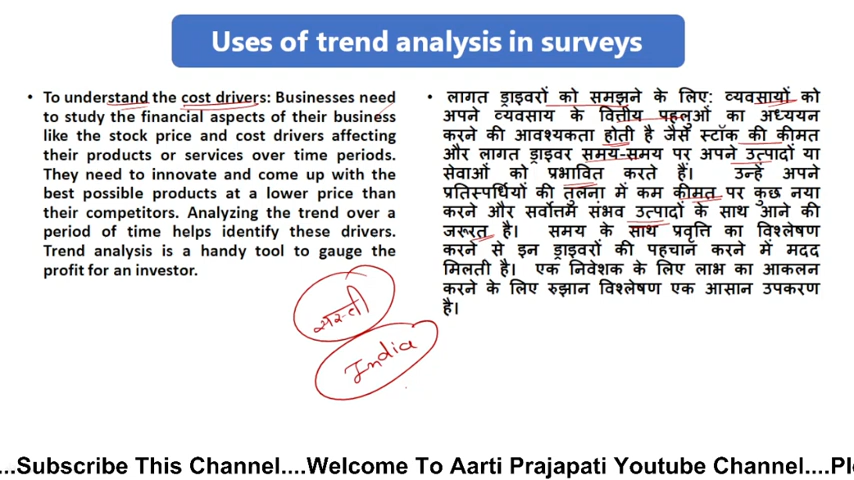 Uses of trend analysis in surveys
• To understand the cost drivers: Businesses need
to study the financial aspects of their business
like the stock price and cost drivers affecting
their products or services over time periods.
They need to innovate and come up with the
best possible products at a lower price than
their competitors. Analyzing the trend over a
period of time helps identify these drivers.
Trend analysis is a handy tool to gauge the
profit for an investor.
• लागत ड्राइवरों को समझने के लिए: व्यवसायों को
अपने व्यवसाय के वित्तीय पहलुओं का अध्ययन
करने की आवश्यकता होती है जैसे स्टॉक की कीमत
और लागत ड्राइवर समय-समय पर अपने उत्पादों या
सेवाओं को प्रभावित करते हैं। उन्हें अपने
प्रतिस्पर्धियों की तुलना में कम कीमत पर कुछ नया
करने और सर्वोत्तम संभव उत्पादों के साथ आने की
जरूरत है। समय के साथ प्रवृत्ति का विश्लेषण
करने से इन ड्राइवरों की पहचान करने में मदद
मिलती है। एक निवेशक के लिए लाभ का आकलन
करने के लिए रुझान विश्लेषण एक आसान उपकरण
है।
सस्ती
India
...Subscribe This Channel....Welcome To Aarti Prajapati Youtube Channel....Ple